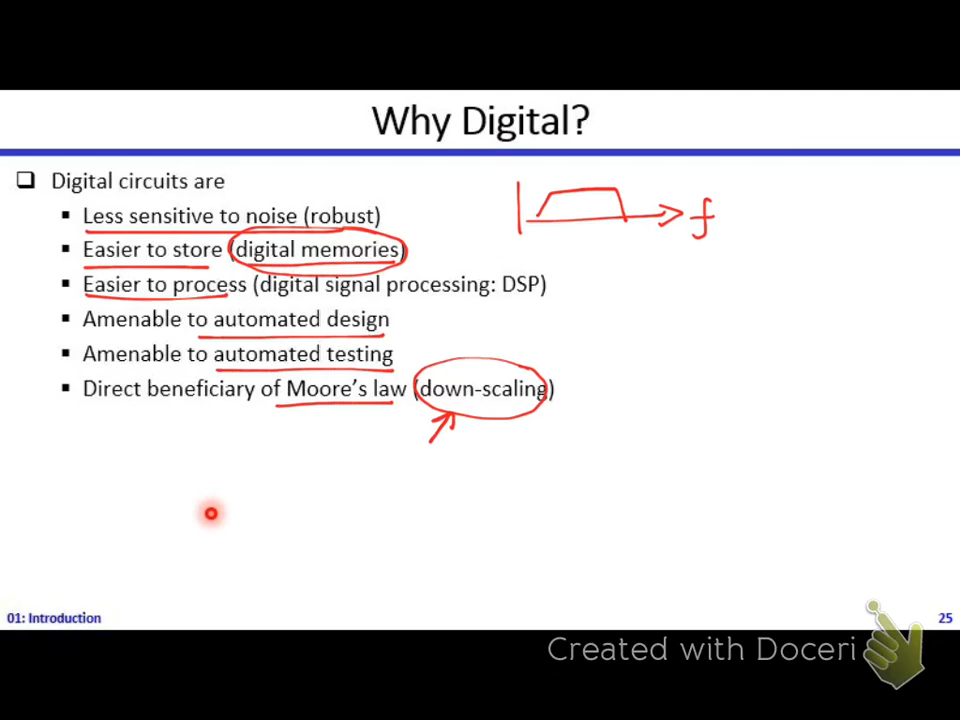 Why Digital?
Digital circuits are
Less sensitive to noise (robust)
f
Easier to store (digital memories)
Easier to process (digital signal processing: DSP)
Amenable to automated design
Amenable to automated testing
Direct beneficiary of Moore's law (down-scaling)
01: Introduction 25
Created with Doceri